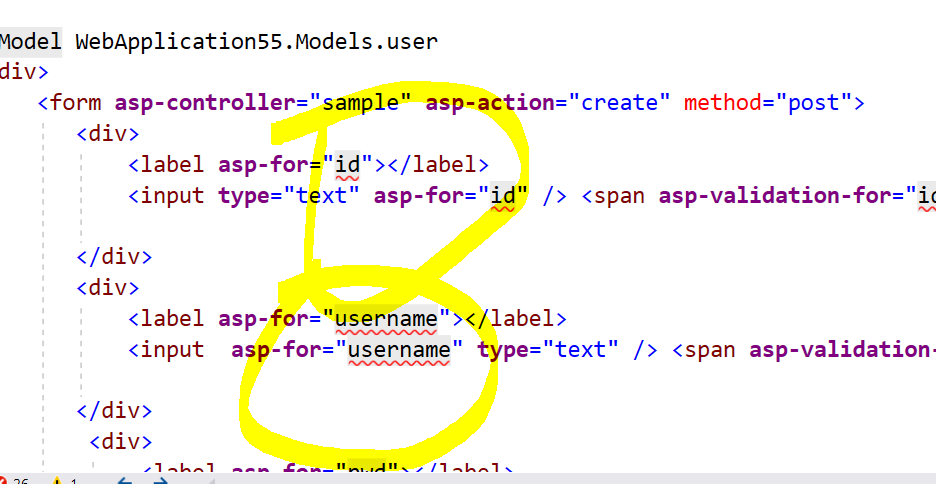 Model WebApplication55.Models.user
div>
<form asp-controller="sample" asp-action="create" method="post">
<div>
<label asp-for="id"></label>
<input type="text" asp-for="id" /> <span asp-validation-for="id
</div>
<div>
<label asp-for="username"></label>
<input asp-for="username" type="text" /> <span asp-validation-
</div>
<div>
<label asp-for="pwd"></label>
26 1